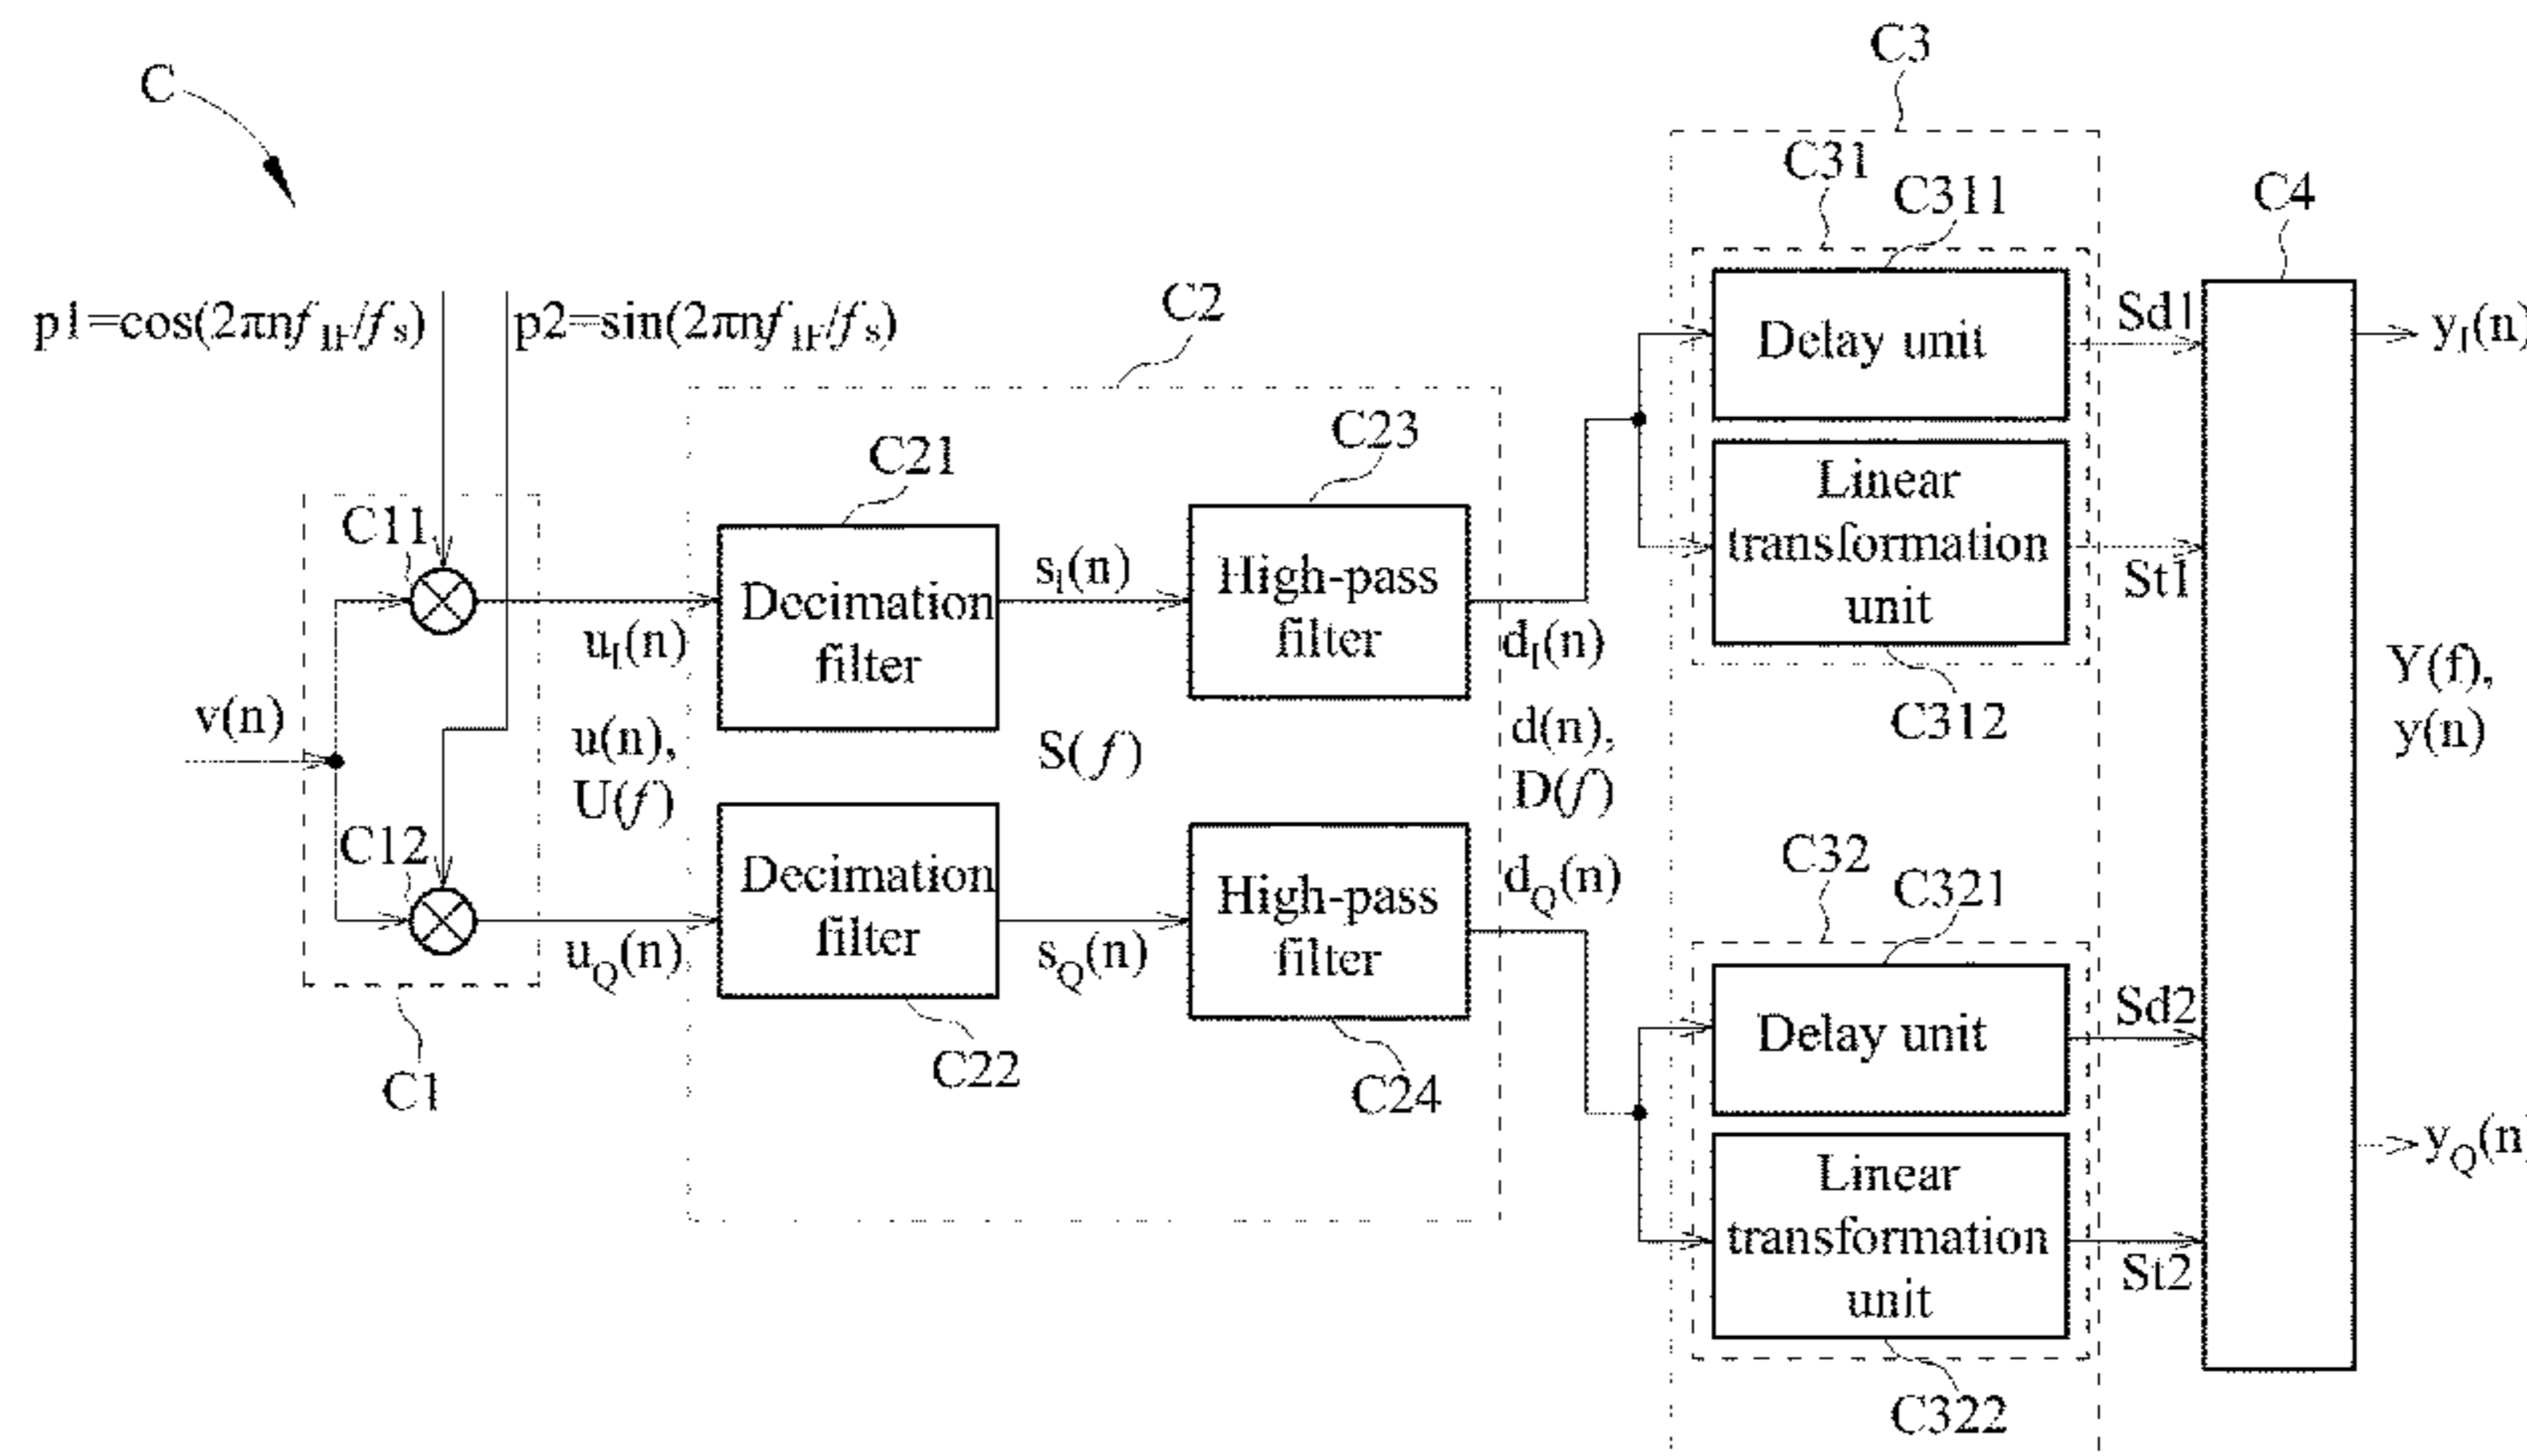 C
C3
C31
C311
C4
p1=cos(2πnf_IF/f_s)
p2=sin(2πnf_IF/f_s)
C2
Delay unit
Sd1
y_I(n)
C21
C23
C11
Decimation
filter
s_I(n)
High-pass
filter
Linear
transformation
unit
St1
u_I(n)
d_I(n)
v(n)
u(n),
U(f)
S(f)
d(n),
D(f)
C312
Y(f),
y(n)
C12
Decimation
filter
High-pass
filter
d_Q(n)
C32
C321
u_Q(n)
s_Q(n)
Delay unit
Sd2
C1
C22
C24
y_Q(n)
Linear
transformation
unit
St2
C322